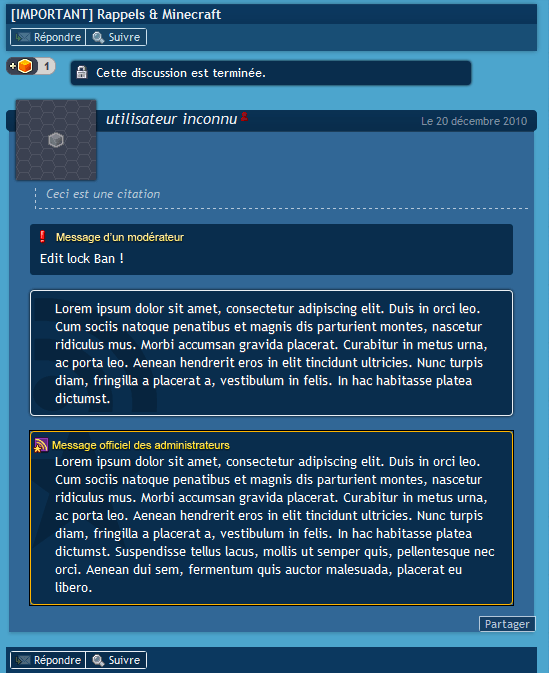 [IMPORTANT] Rappels & Minecraft
Répondre Suivre
+ 1
Cette discussion est terminée.
utilisateur inconnu
Le 20 décembre 2010
Ceci est une citation
Message d'un modérateur
Edit lock Ban !
Lorem ipsum dolor sit amet, consectetur adipiscing elit. Duis in orci leo.
Cum sociis natoque penatibus et magnis dis parturient montes, nascetur
ridiculus mus. Morbi accumsan gravida placerat. Curabitur in metus urna,
ac porta leo. Aenean hendrerit eros in elit tincidunt ultricies. Nunc turpis
diam, fringilla a placerat a, vestibulum in felis. In hac habitasse platea
dictumst.
Message officiel des administrateurs
Lorem ipsum dolor sit amet, consectetur adipiscing elit. Duis in orci leo.
Cum sociis natoque penatibus et magnis dis parturient montes, nascetur
ridiculus mus. Morbi accumsan gravida placerat. Curabitur in metus urna,
ac porta leo. Aenean hendrerit eros in elit tincidunt ultricies. Nunc turpis
diam, fringilla a placerat a, vestibulum in felis. In hac habitasse platea
dictumst. Suspendisse tellus lacus, mollis ut semper quis, pellentesque nec
orci. Aenean dui sem, fermentum quis auctor malesuada, placerat eu
libero.
Partager
Répondre Suivre